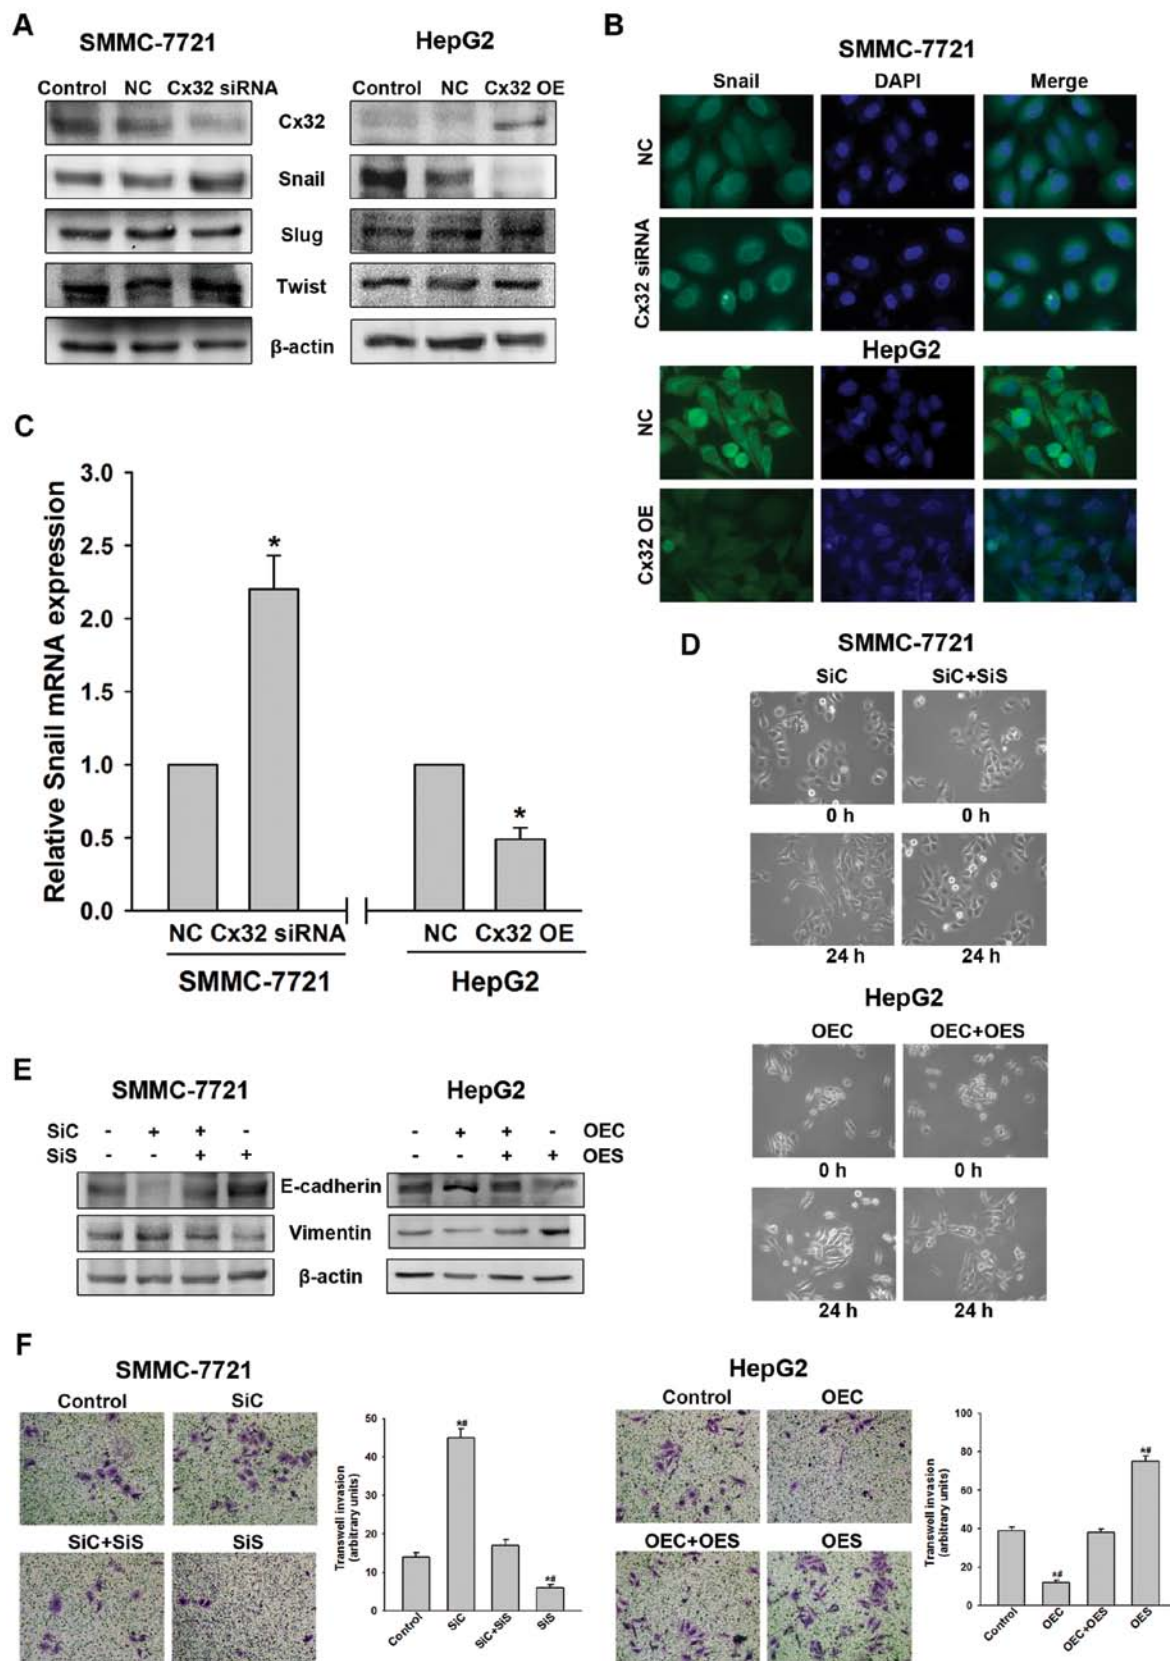 A
SMMC-7721
HepG2
Control NC Cx32 siRNA
Control NC Cx32 OE
Cx32
Snail
Slug
Twist
β-actin
B
SMMC-7721
Snail DAPI Merge
NC
Cx32 siRNA
HepG2
NC
Cx32 OE
C
Relative Snail mRNA expression
3.0
2.5
2.0
1.5
1.0
0.5
0.0
*
*
NC Cx32 siRNA
NC Cx32 OE
SMMC-7721
HepG2
D
SMMC-7721
SiC SiC+SiS
0 h 0 h
24 h 24 h
HepG2
OEC OEC+OES
0 h 0 h
24 h 24 h
E
SMMC-7721
HepG2
SiC - + + -
SiS - - + +
- + + - OEC
- - + + OES
E-cadherin
Vimentin
β-actin
F
SMMC-7721
Control SiC
SiC+SiS SiS
Transwell invasion
(arbitrary units)
50
40
30
20
10
0
*#
*#
Control SiC SiC+SiS SiS
HepG2
Control OEC
OEC+OES OES
Transwell invasion
(arbitrary units)
100
80
60
40
20
0
*#
*#
Control OEC OEC+OES OES